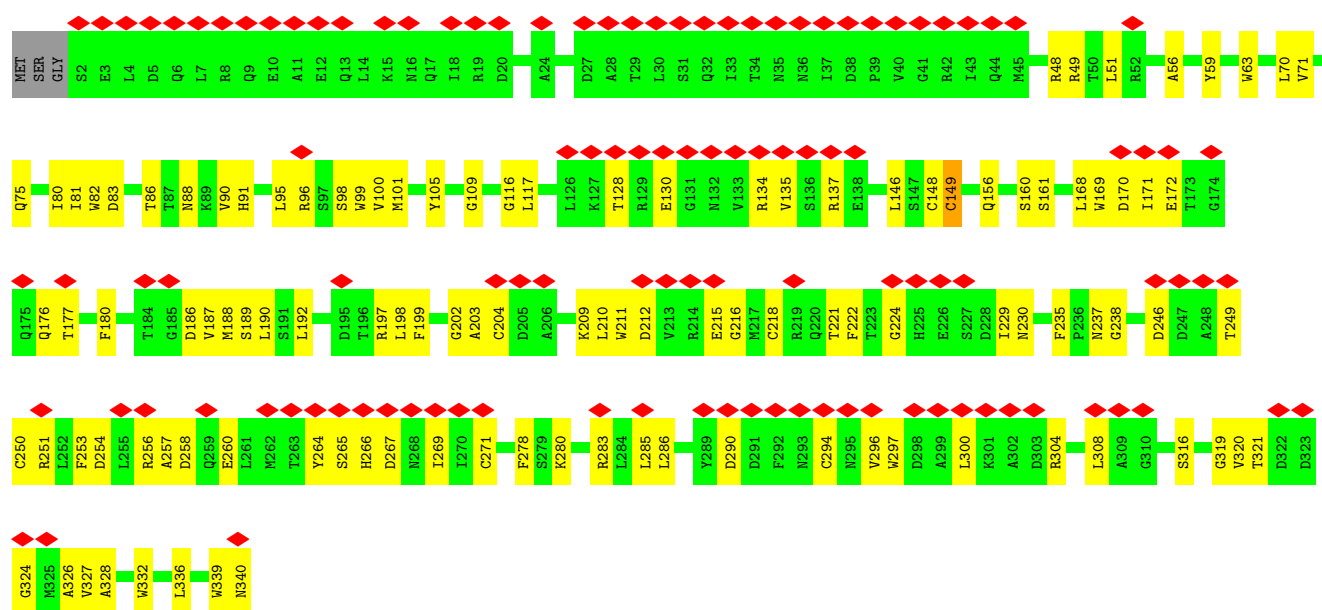 MET SER GLY S2 E3 L4 D5 Q6 L7 R8 Q9 E10 A11 E12 Q13 L14 K15 N16 Q17 I18 R19 D20 A24 D27 A28 T29 L30 S31 Q32 I33 T34 N35 N36 I37 D38 P39 V40 G41 R42 I43 Q44 M45 R48 R49 T50 L51 R52 A56 Y59 W63 L70 V71
Q75 I80 I81 W82 D83 T86 T87 N88 K89 V90 H91 L95 R96 S97 S98 W99 V100 M101 Y105 G109 G116 L117 L126 K127 T128 R129 E130 G131 N132 V133 R134 V135 S136 R137 E138 L146 S147 C148 C149 Q156 S160 S161 L168 W169 D170 I171 E172 T173 G174
Q175 Q176 T177 F180 T184 G185 D186 V187 M188 S189 L190 S191 L192 D195 T196 R197 L198 F199 G202 A203 C204 D205 A206 K209 L210 W211 D212 V213 R214 E215 G216 M217 C218 R219 Q220 T221 F222 T223 G224 H225 E226 S227 D228 I229 N230 F235 P236 N237 G238 D246 D247 A248 T249
C250 R251 L252 F253 D254 L255 R256 A257 D258 Q259 E260 L261 M262 T263 Y264 S265 H266 D267 N268 I269 I270 C271 F278 S279 K280 R283 L284 L285 L286 Y289 D290 D291 F292 N293 C294 N295 V296 W297 D298 A299 L300 K301 A302 D303 R304 L308 A309 G310 S316 G319 V320 T321 D322 D323
G324 M325 A326 V327 A328 W332 L336 W339 N340